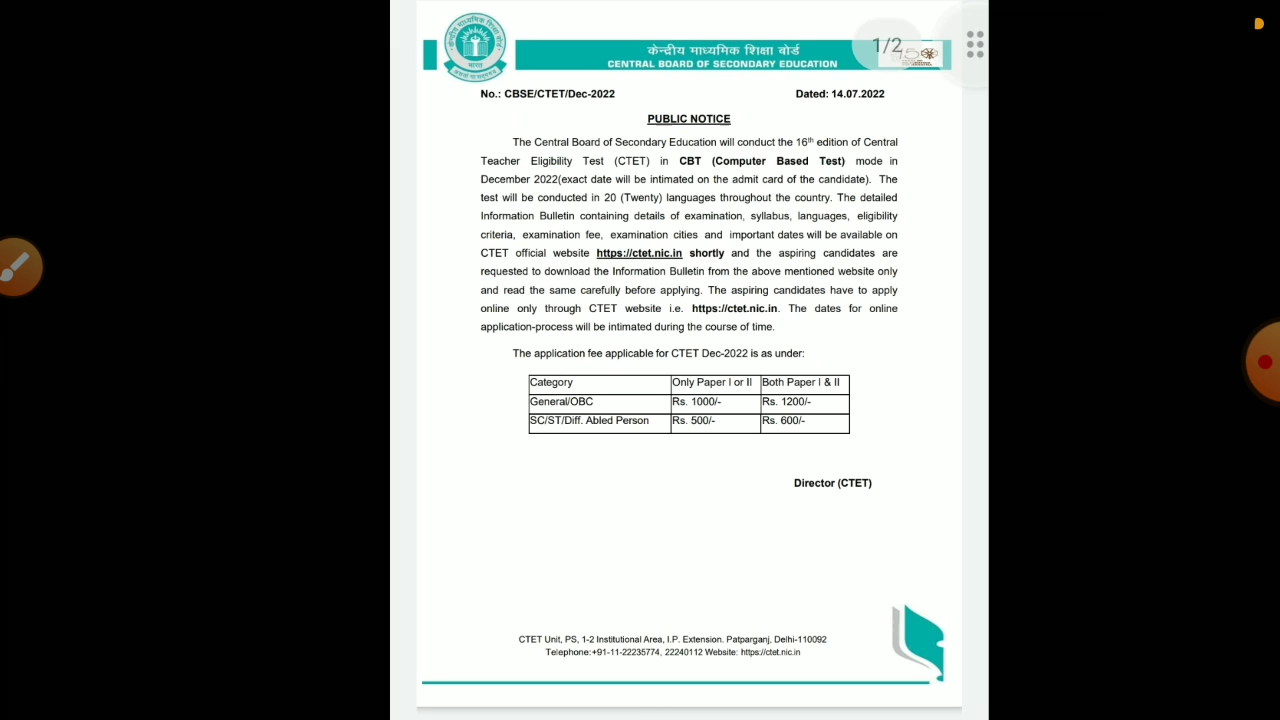 केन्द्रीय माध्यमिक शिक्षा बोर्ड
CENTRAL BOARD OF SECONDARY EDUCATION
1/2
भारत
No.: CBSE/CTET/Dec-2022 Dated: 14.07.2022
PUBLIC NOTICE
The Central Board of Secondary Education will conduct the 16th edition of Central
Teacher Eligibility Test (CTET) in CBT (Computer Based Test) mode in
December 2022(exact date will be intimated on the admit card of the candidate). The
test will be conducted in 20 (Twenty) languages throughout the country. The detailed
Information Bulletin containing details of examination, syllabus, languages, eligibility
criteria, examination fee, examination cities and important dates will be available on
CTET official website https://ctet.nic.in shortly and the aspiring candidates are
requested to download the Information Bulletin from the above mentioned website only
and read the same carefully before applying. The aspiring candidates have to apply
online only through CTET website i.e. https://ctet.nic.in. The dates for online
application-process will be intimated during the course of time.
The application fee applicable for CTET Dec-2022 is as under:
Category Only Paper I or II Both Paper I & II
General/OBC Rs. 1000/- Rs. 1200/-
SC/ST/Diff. Abled Person Rs. 500/- Rs. 600/-
Director (CTET)
CTET Unit, PS, 1-2 Institutional Area, I.P. Extension. Patparganj, Delhi-110092
Telephone:+91-11-22235774, 22240112 Website: https://ctet.nic.in